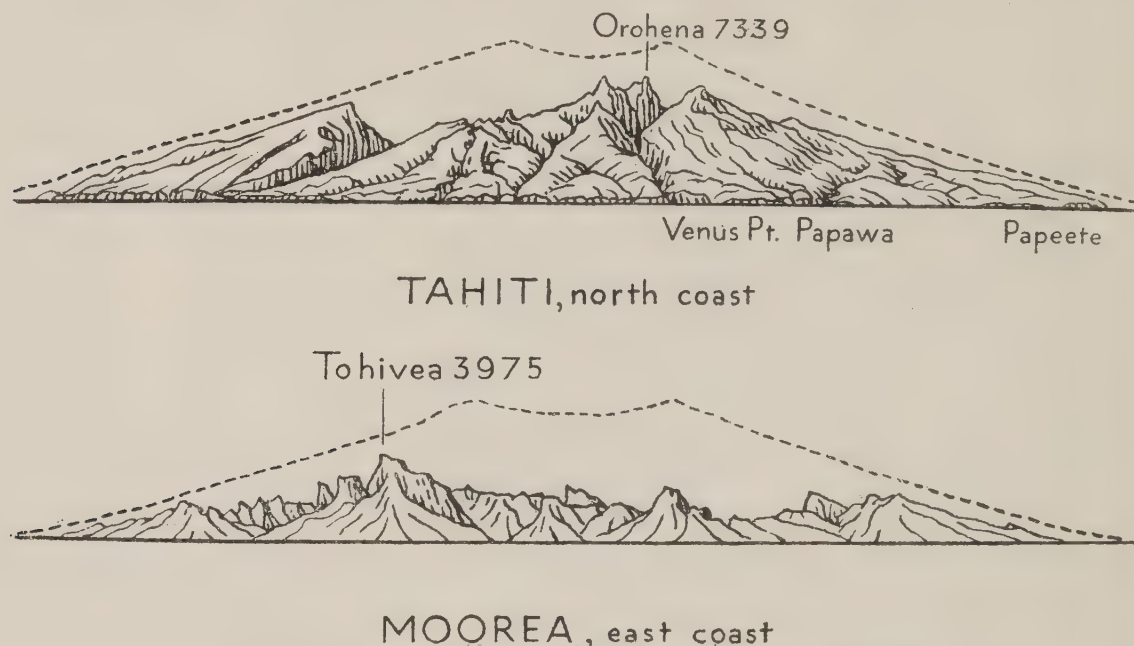 Orohena 7339
Venus Pt. Papawa Papeete
TAHITI, north coast
Tohivea 3975
MOOREA, east coast